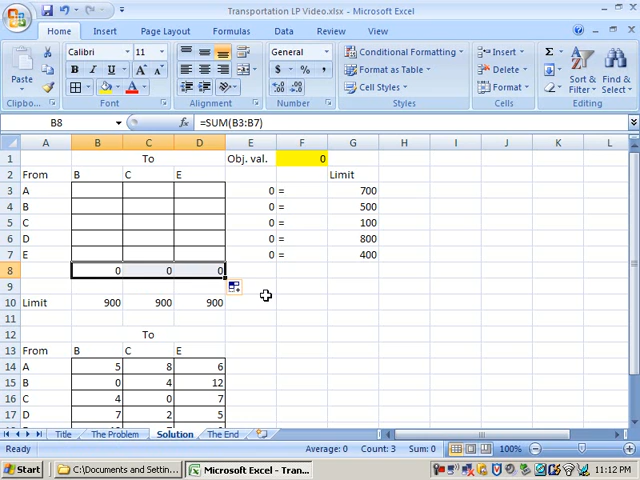 Transportation LP Video.xlsx - Microsoft Excel
Home Insert Page Layout Formulas Data Review View
Paste
Clipboard
Calibri 11
B I U
Font
Alignment
General
$ % ,
Number
Conditional Formatting
Format as Table
Cell Styles
Styles
Insert
Delete
Format
Cells
Σ
Sort & Filter
Find & Select
Editing
B8 fx =SUM(B3:B7)
A B C D E F G H I J K L
1 To Obj. val. 0
2 From B C E Limit
3 A 0 = 700
4 B 0 = 500
5 C 0 = 100
6 D 0 = 800
7 E 0 = 400
8 0 0 0
9
10 Limit 900 900 900
11
12 To
13 From B C E
14 A 5 8 6
15 B 0 4 12
16 C 4 0 7
17 D 7 2 5
Title The Problem Solution The End
Ready Average: 0 Count: 3 Sum: 0 100%
Start C:\Documents and Settin... Microsoft Excel - Tran... 11:12 PM